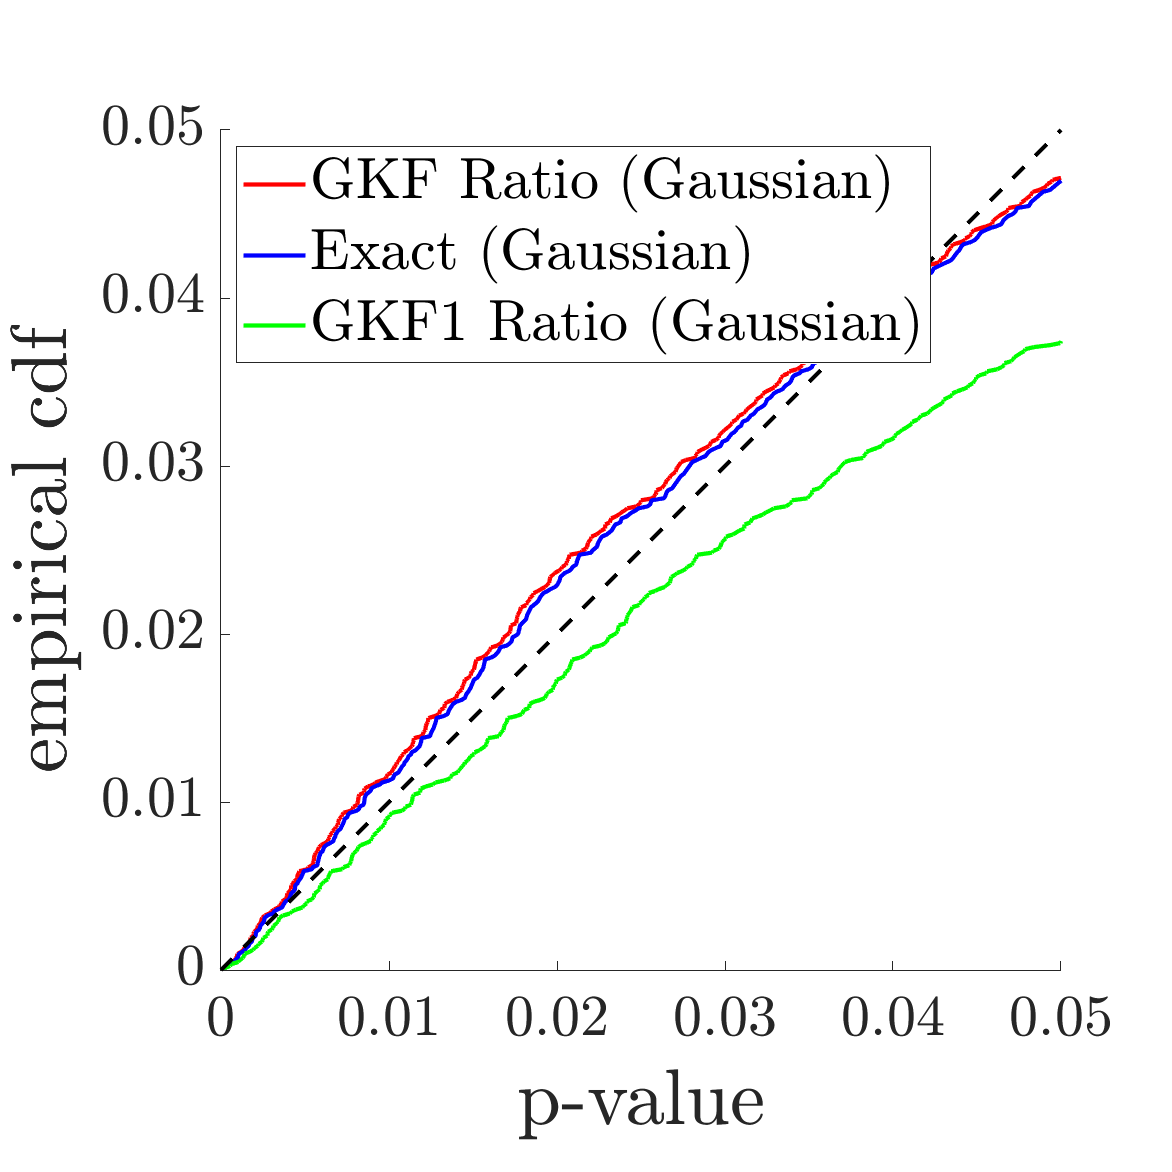 0.05
0.04
0.03
0.02
0.01
0
empirical cdf
GKF Ratio (Gaussian)
Exact (Gaussian)
GKF1 Ratio (Gaussian)
0 0.01 0.02 0.03 0.04 0.05
p-value